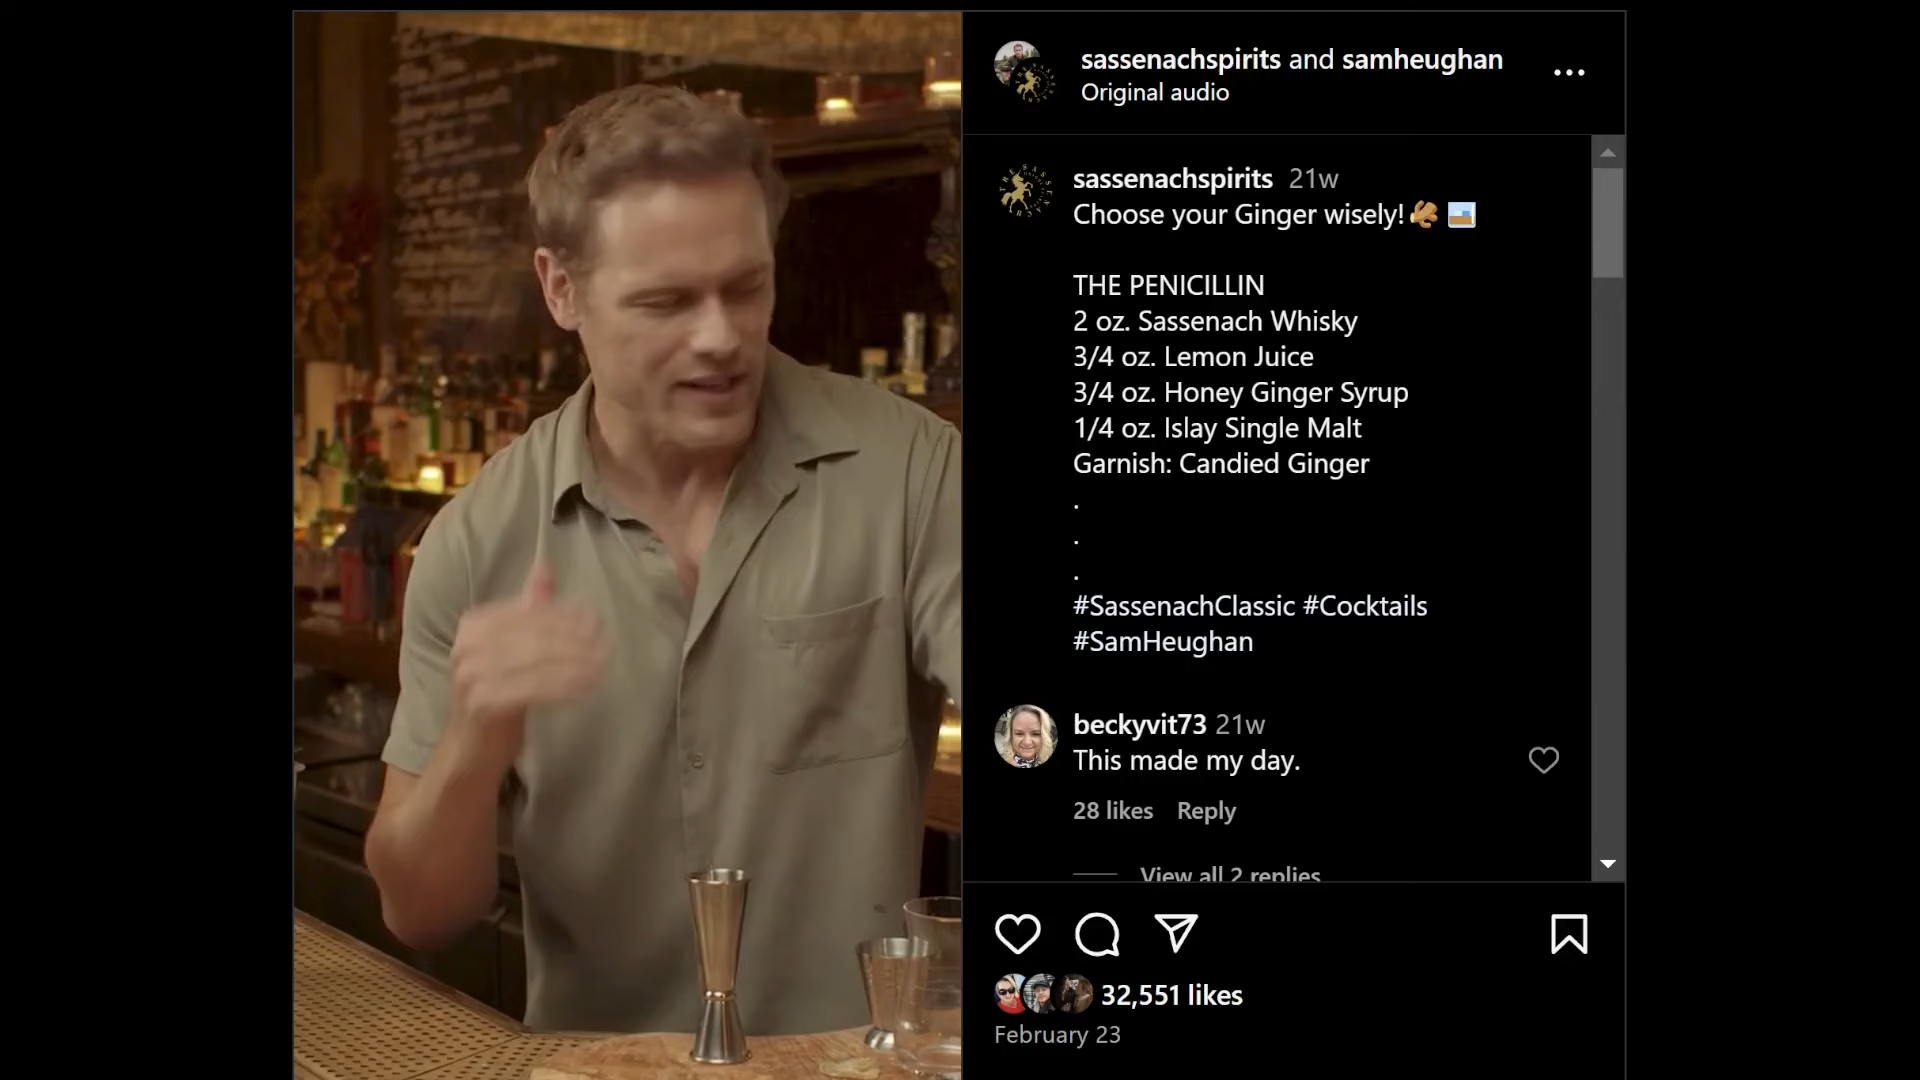 sassenachspirits and samheughan
Original audio
sassenachspirits 21w
Choose your Ginger wisely!🫚 🥃
THE PENICILLIN
2 oz. Sassenach Whisky
3/4 oz. Lemon Juice
3/4 oz. Honey Ginger Syrup
1/4 oz. Islay Single Malt
Garnish: Candied Ginger
.
.
.
#SassenachClassic #Cocktails
#SamHeughan
beckyvit73 21w
This made my day.
28 likes Reply
View all 2 replies
32,551 likes
February 23